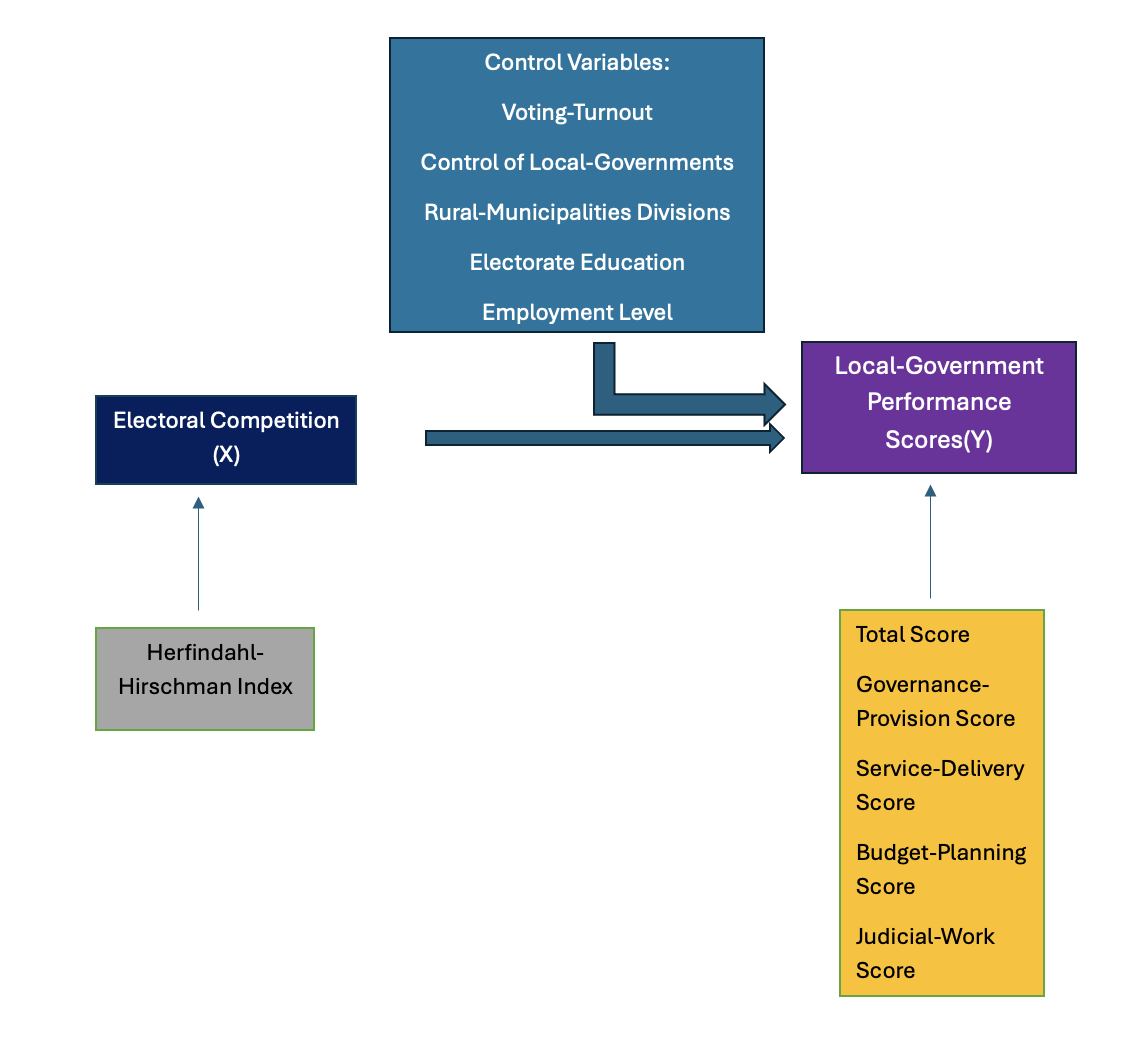 Control Variables:
Voting-Turnout
Control of Local-Governments
Rural-Municipalities Divisions
Electorate Education
Employment Level
Local-Government
Performance
Scores(Y)
Electoral Competition
(X)
Herfindahl-
Hirschman Index
Total Score
Governance-
Provision Score
Service-Delivery
Score
Budget-Planning
Score
Judicial-Work
Score